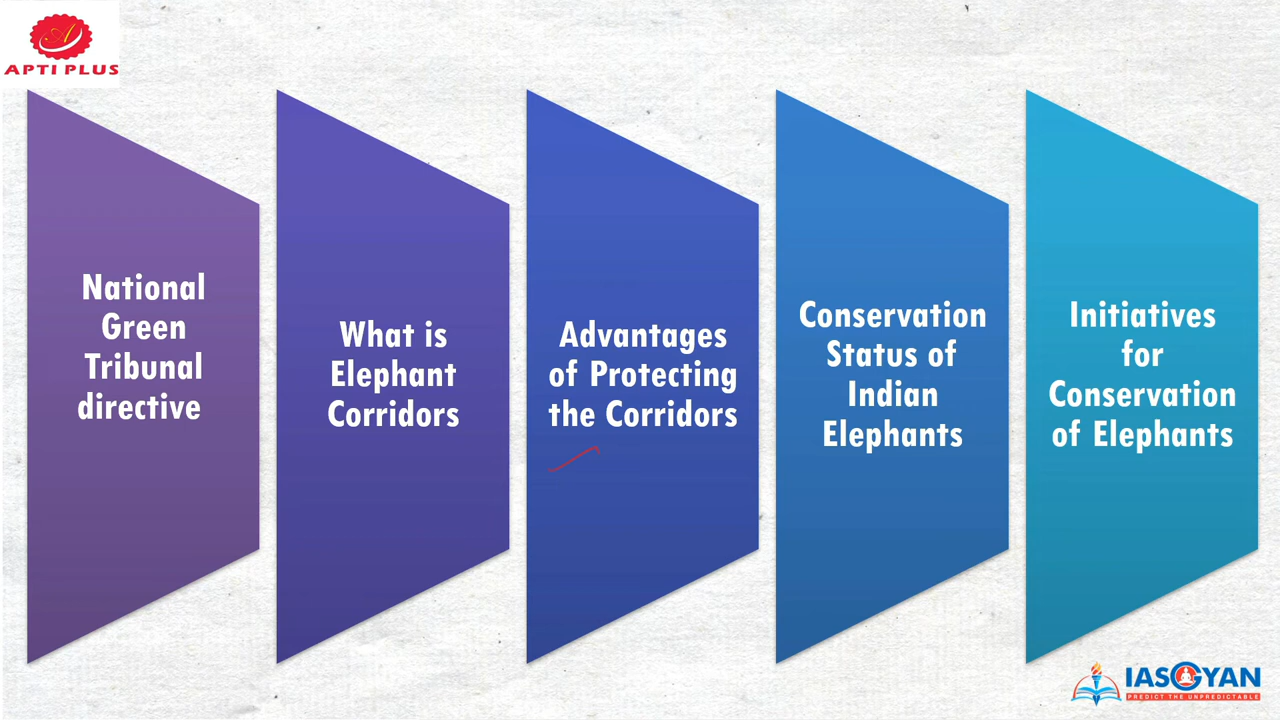 APTI PLUS
National
Green
Tribunal
directive
What is
Elephant
Corridors
Advantages
of Protecting
the Corridors
Conservation
Status of
Indian
Elephants
Initiatives
for
Conservation
of Elephants
IASGYAN
PREDICT THE UNPREDICTABLE